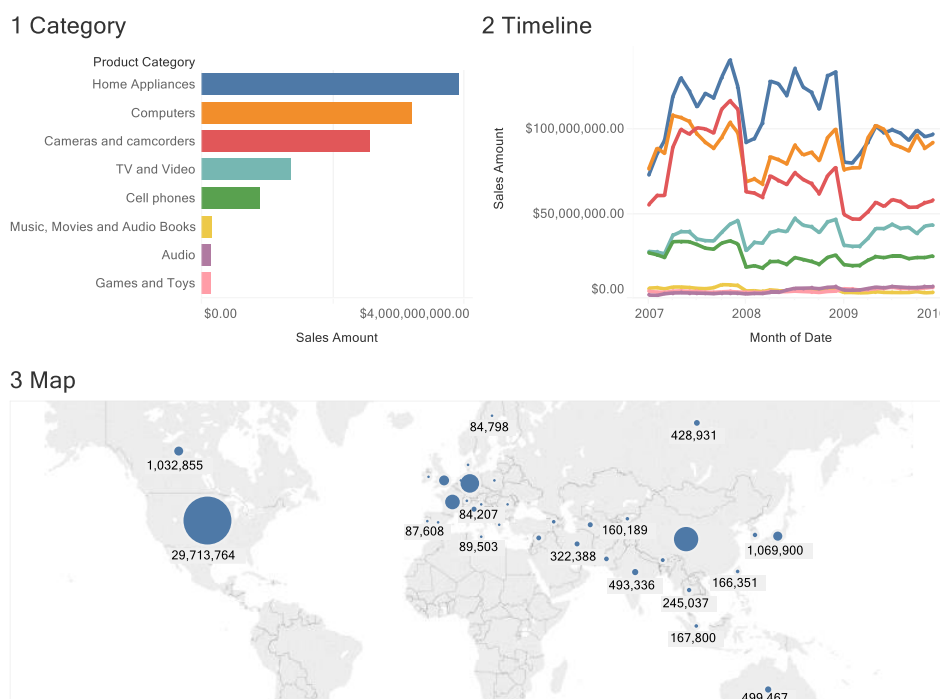 1 Category
Product Category
Home Appliances
Computers
Cameras and camcorders
TV and Video
Cell phones
Music, Movies and Audio Books
Audio
Games and Toys
$0.00
$4,000,000,000.00
Sales Amount
2 Timeline
Sales Amount
$100,000,000.00
$50,000,000.00
$0.00
2007
2008
2009
201
Month of Date
3 Map
84,798
428,931
1,032,855
84,207
87,608
160,189
29,713,764
89,503
322,388
1,069,900
493,336
166,351
245,037
167,800
499,467